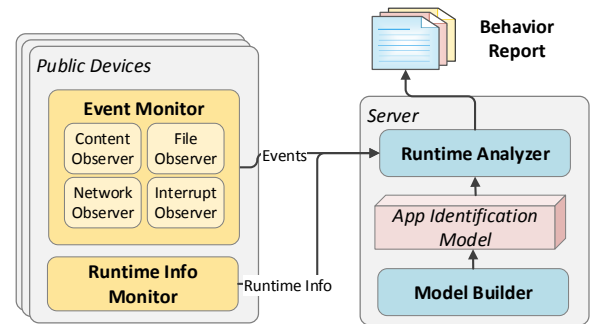 Public Devices
Event Monitor
Content
Observer
File
Observer
Network
Observer
Interrupt
Observer
Runtime Info
Monitor
Events
Runtime Info
Behavior
Report
Server
Runtime Analyzer
App Identification
Model
Model Builder